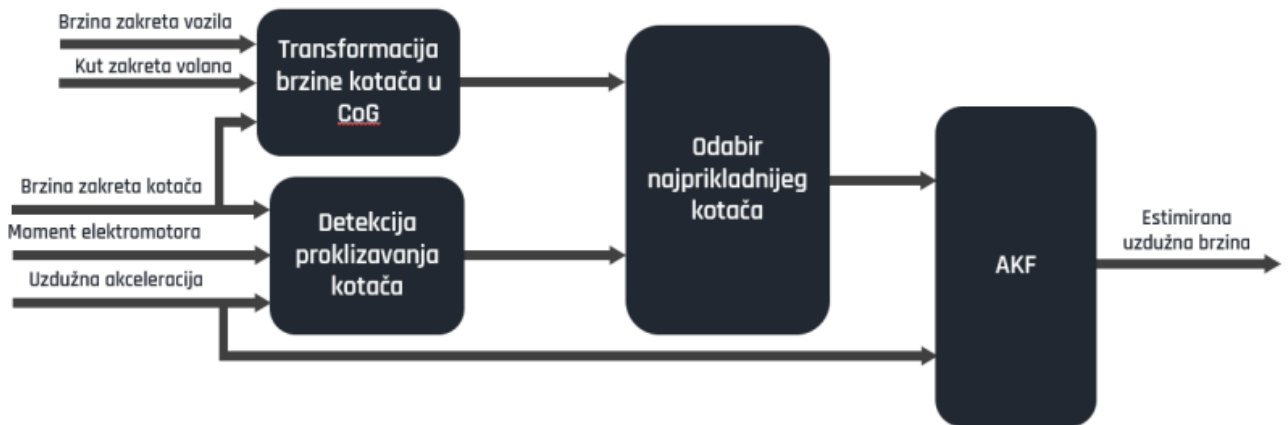 Brzina zakreta vozila
Kut zakreta volana
Transformacija
brzine kotača u
CoG
Brzina zakreta kotača
Moment elektromotora
Uzdužna akceleracija
Detekcija
proklizavanja
kotača
Odabir
najprikladnijeg
kotača
AKF
Estimirana
uzdužna brzina